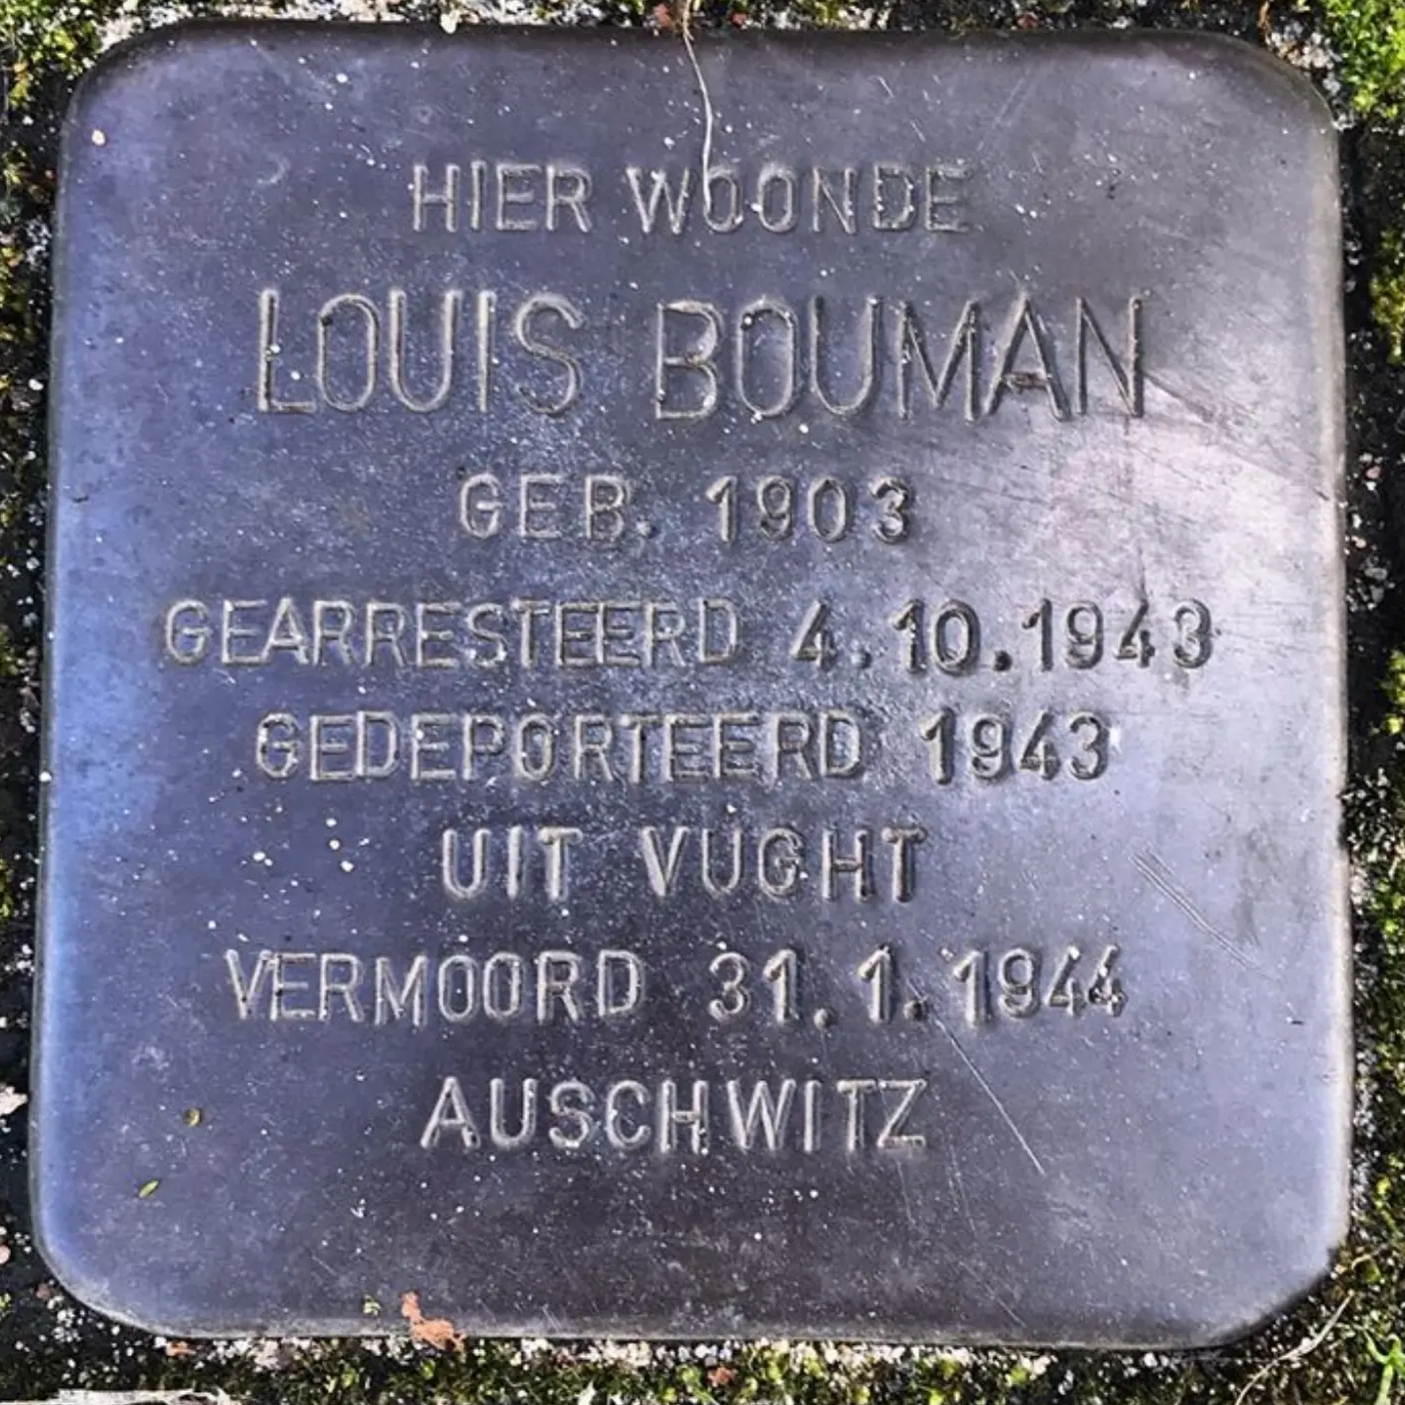 HIER WOONDE
LOUIS BOUMAN
GEB. 1903
GEARRESTEERD 4.10.1943
GEDEPORTEERD 1943
UIT VUGHT
VERMOORD 31.1.1944
AUSCHWITZ